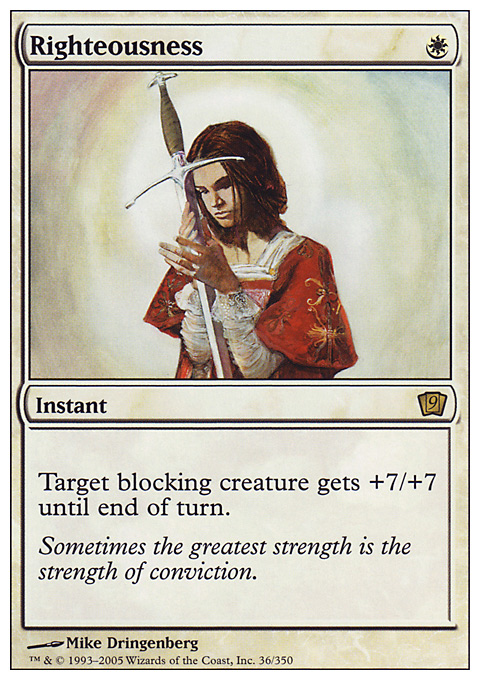 Righteousness
Instant
9
Target blocking creature gets +7/+7
until end of turn.
Sometimes the greatest strength is the
strength of conviction.
Mike Dringenberg
™ & © 1993–2005 Wizards of the Coast, Inc. 36/350